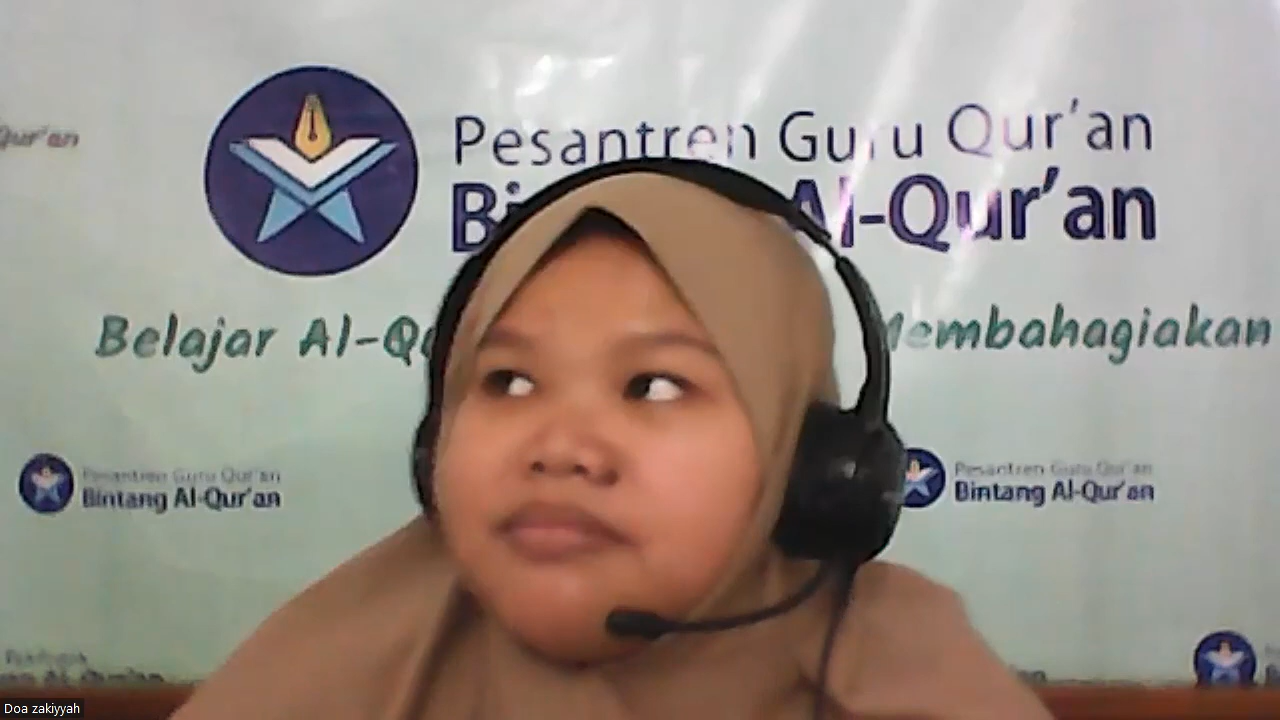 Qur'an
Pesantren Guru Qur'an
Al-Qur'an
Belajar Al-Qu
Membahagiakan
Pesantren Guru Qur'an
Bintang Al-Qur'an
Pesantren Guru Qur'an
Bintang Al-Qur'an
Doa zakiyyah